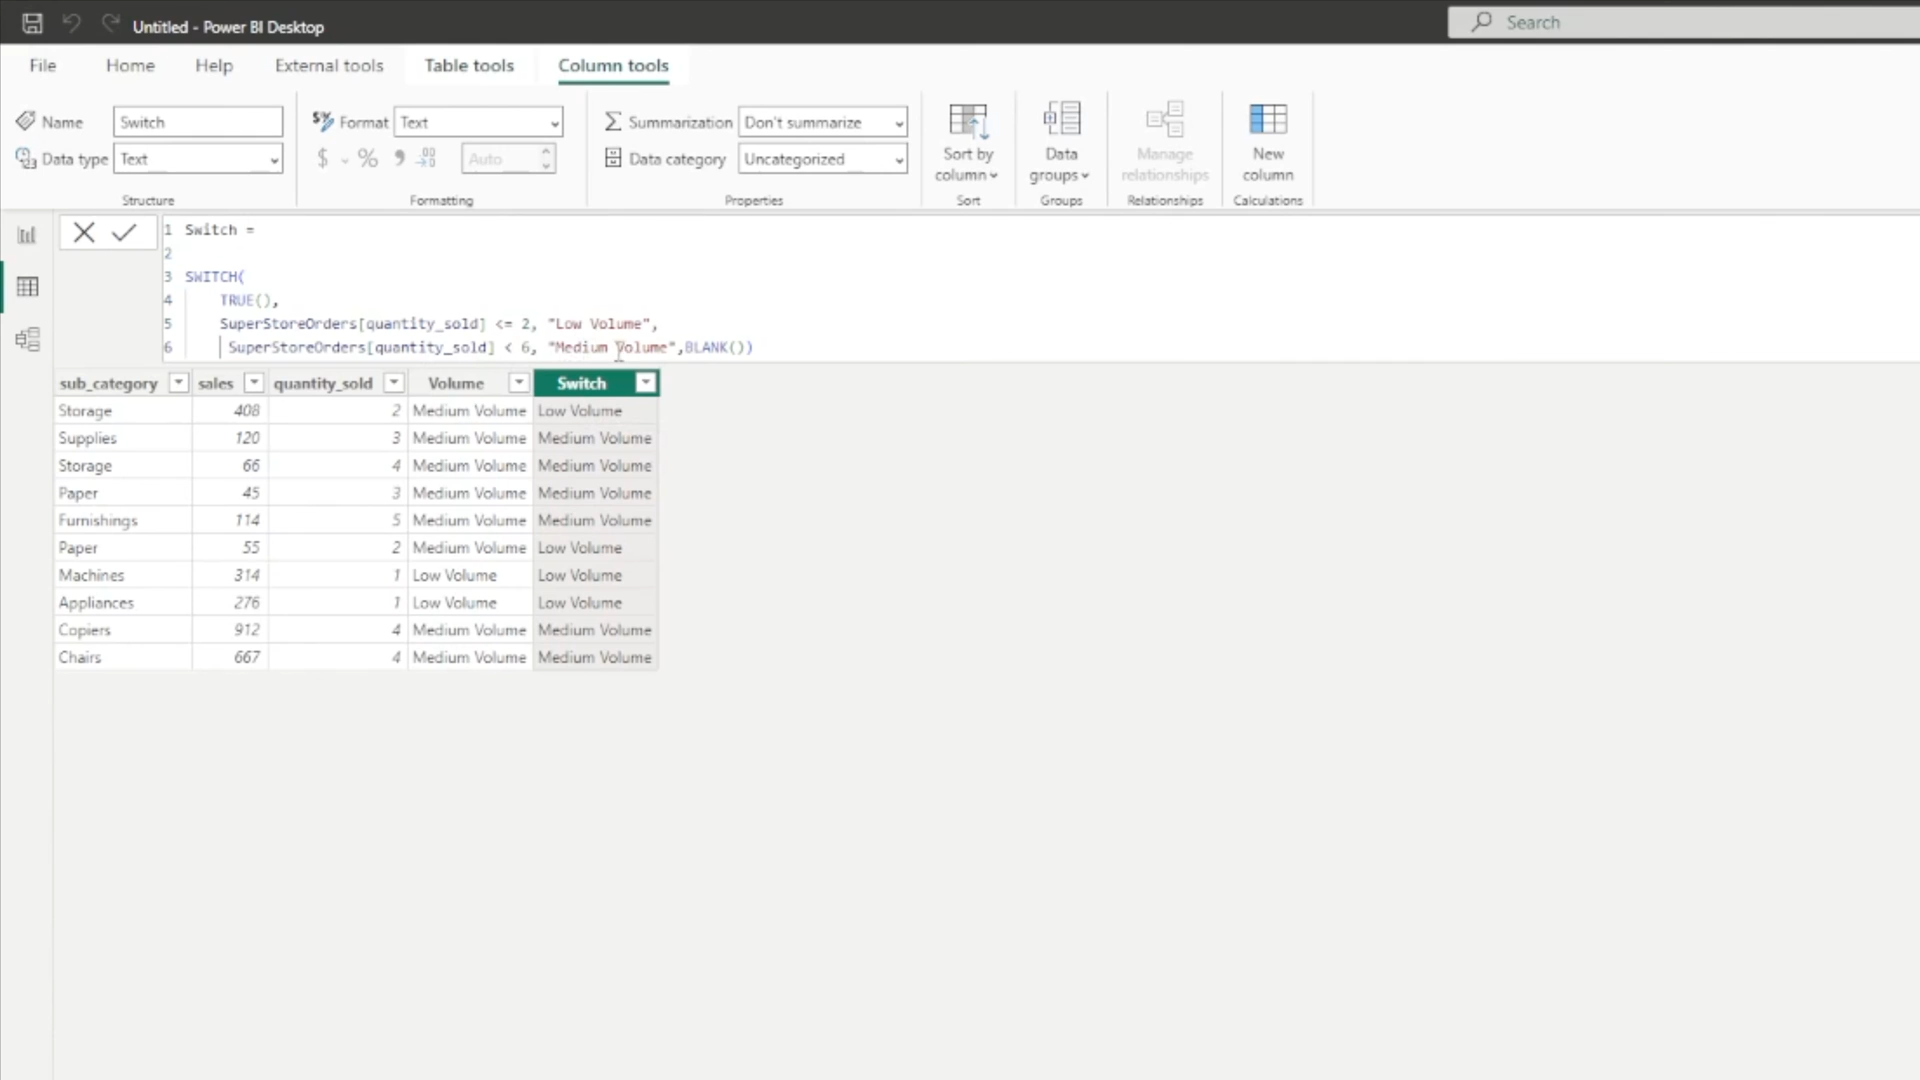 Untitled - Power BI Desktop
Search
File Home Help External tools Table tools Column tools
Name Switch Format Text Summarization Don't summarize
Data type Text $ % 9 .00 →0 Auto Data category Uncategorized
Sort by column Data groups Manage relationships New column
Structure Formatting Properties Sort Groups Relationships Calculations
1 Switch =
2
3 SWITCH(
4 TRUE(),
5 SuperStoreOrders[quantity_sold] <= 2, "Low Volume",
6 SuperStoreOrders[quantity_sold] < 6, "Medium Volume",BLANK())
sub_category sales quantity_sold Volume Switch
Storage 408 2 Medium Volume Low Volume
Supplies 120 3 Medium Volume Medium Volume
Storage 66 4 Medium Volume Medium Volume
Paper 45 3 Medium Volume Medium Volume
Furnishings 114 5 Medium Volume Medium Volume
Paper 55 2 Medium Volume Low Volume
Machines 314 1 Low Volume Low Volume
Appliances 276 1 Low Volume Low Volume
Copiers 912 4 Medium Volume Medium Volume
Chairs 667 4 Medium Volume Medium Volume